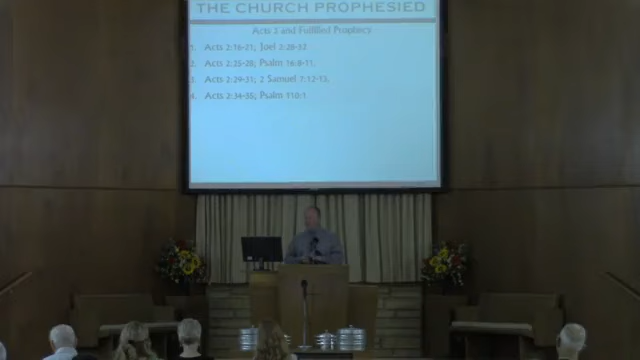 THE CHURCH PROPHESIED
Acts 2 and Fulfilled Prophecy
1. Acts 2:16-21; Joel 2:28-32
2. Acts 2:25-28; Psalm 16:8-11.
3. Acts 2:29-31; 2 Samuel 7:12-13.
4. Acts 2:34-35; Psalm 110:1